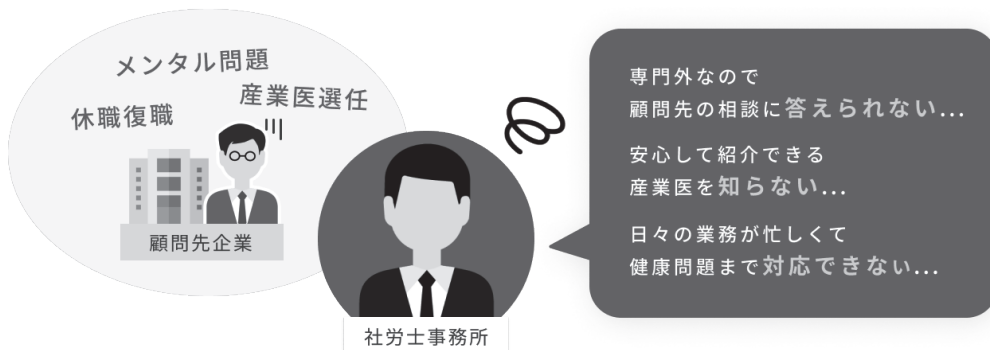 メンタル問題
産業医選任
休職復職
顧問先企業
社労士事務所
専門外なので
顧問先の相談に答えられない...
安心して紹介できる
産業医を知らない...
日々の業務が忙しくて
健康問題まで対応できない...